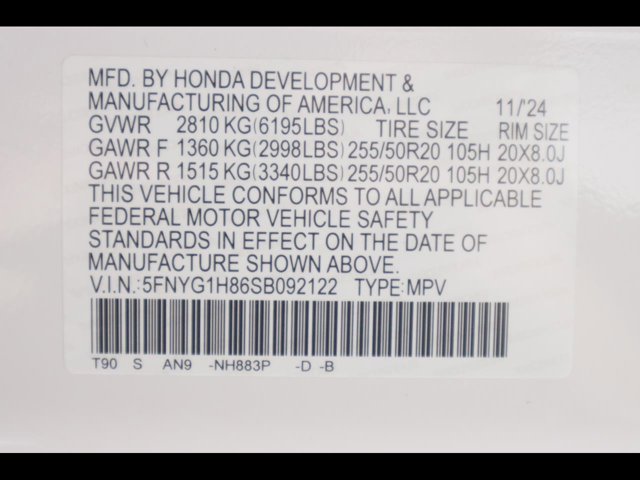 MFD. BY HONDA DEVELOPMENT &
MANUFACTURING OF AMERICA, LLC 11/'24
GVWR 2810 KG(6195LBS) TIRE SIZE RIM SIZE
GAWR F 1360 KG(2998LBS) 255/50R20 105H 20X8.0J
GAWR R 1515 KG(3340LBS) 255/50R20 105H 20X8.0J
THIS VEHICLE CONFORMS TO ALL APPLICABLE
FEDERAL MOTOR VEHICLE SAFETY
STANDARDS IN EFFECT ON THE DATE OF
MANUFACTURE SHOWN ABOVE.
V.I.N.:5FNYG1H86SB092122 TYPE:MPV
T90 S AN9 -NH883P -D -B